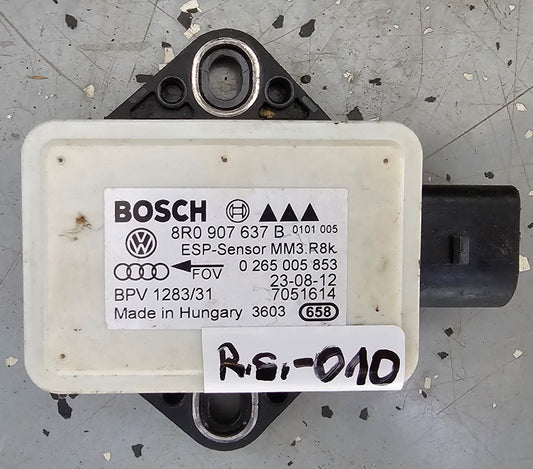 BOSCH
8R0 907 637 B 0101 005
ESP-Sensor MM3.R8k
FOV 0 265 005 853
23-08-12
BPV 1283/31 7051614
Made in Hungary 3603 658
R.S.-010